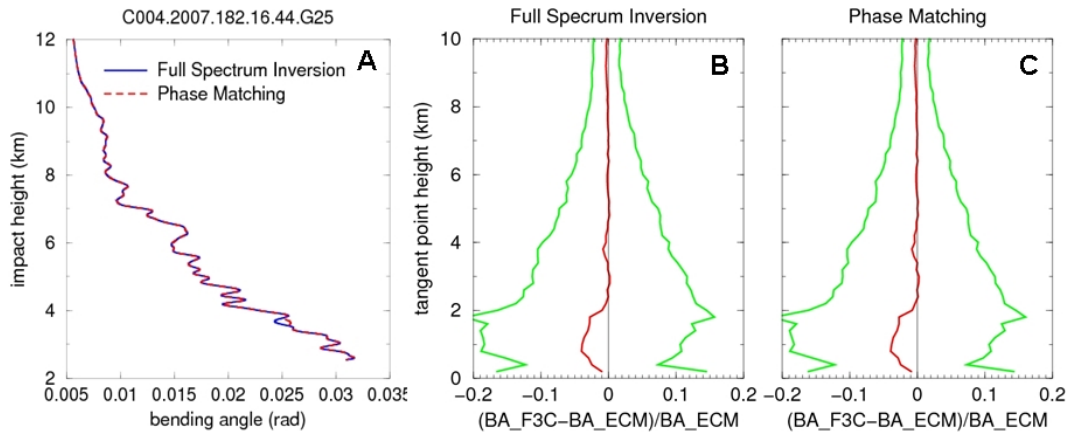 C004.2007.182.16.44.G25
12
10
8
6
4
2
impact height (km)
A
Full Spectrum Inversion
Phase Matching
0.005 0.01 0.015 0.02 0.025 0.03 0.035
bending angle (rad)
Full Specrum Inversion
10
8
6
4
2
0
tangent point height (km)
B
−0.2 −0.1 0 0.1 0.2
(BA_F3C−BA_ECM)/BA_ECM
Phase Matching
C
−0.2 −0.1 0 0.1 0.2
(BA_F3C−BA_ECM)/BA_ECM